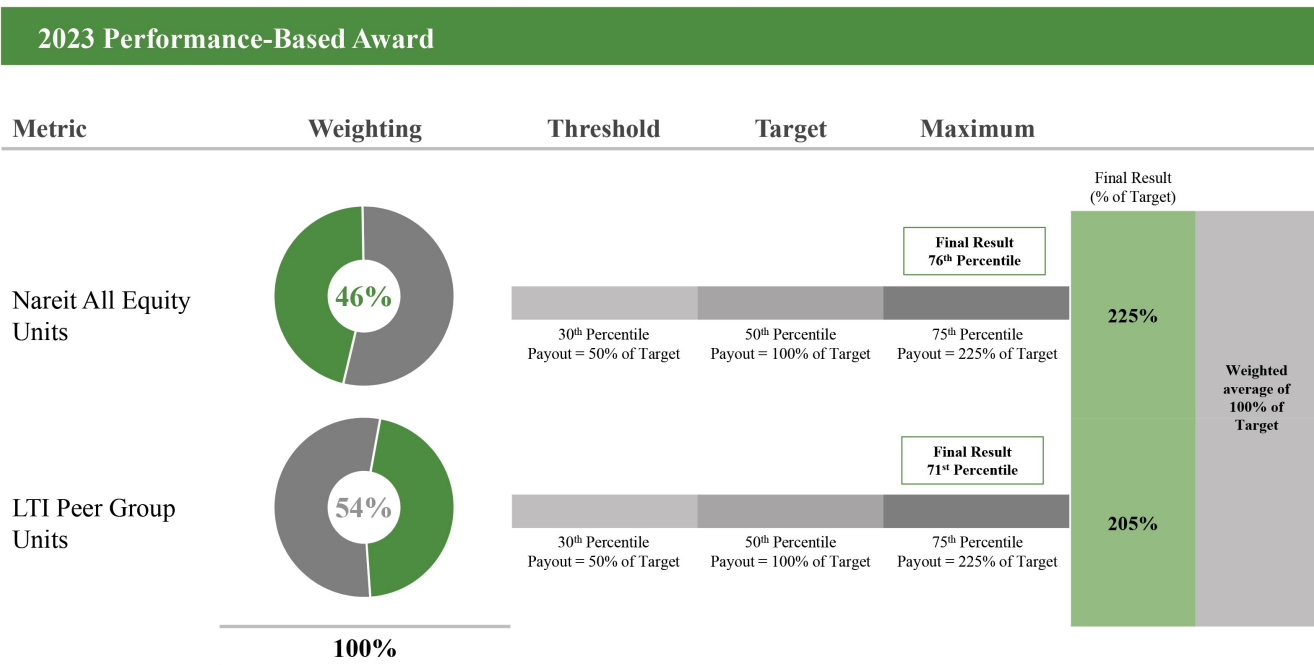 2023 Performance-Based Award
Metric Weighting Threshold Target Maximum
Final Result
(% of Target)
Final Result
76th Percentile
Nareit All Equity
Units
46%
30th Percentile
Payout = 50% of Target
50th Percentile
Payout = 100% of Target
75th Percentile
Payout = 225% of Target
225%
Weighted
average of
100% of
Target
Final Result
71st Percentile
LTI Peer Group
Units
54%
30th Percentile
Payout = 50% of Target
50th Percentile
Payout = 100% of Target
75th Percentile
Payout = 225% of Target
205%
100%